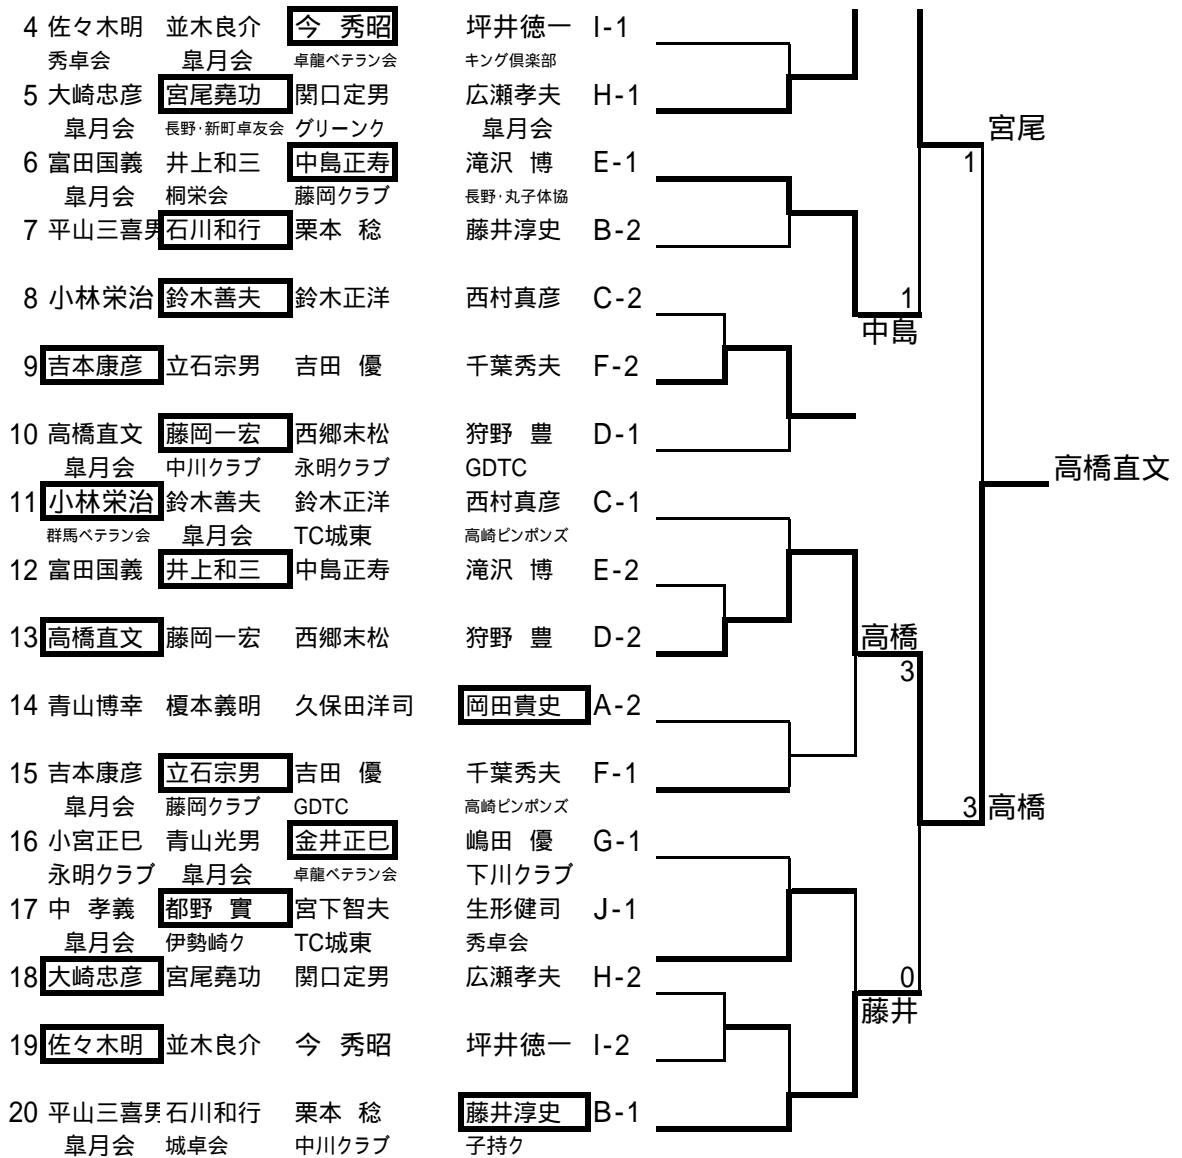 4 佐々木明 並木良介 今 秀昭 坪井徳一 I-1
秀卓会 皐月会 卓龍ベテラン会 キング倶楽部
5 大崎忠彦 宮尾堯功 関口定男 広瀬孝夫 H-1
皐月会 長野・新町卓友会 グリーンク 皐月会 宮尾
6 富田国義 井上和三 中島正寿 滝沢 博 E-1 1
皐月会 桐栄会 藤岡クラブ 長野・丸子体協
7 平山三喜男 石川和行 栗本 稔 藤井淳史 B-2
8 小林栄治 鈴木善夫 鈴木正洋 西村真彦 C-2 1
中島
9 吉本康彦 立石宗男 吉田 優 千葉秀夫 F-2
10 高橋直文 藤岡一宏 西郷末松 狩野 豊 D-1
皐月会 中川クラブ 永明クラブ GDTC 高橋直文
11 小林栄治 鈴木善夫 鈴木正洋 西村真彦 C-1
群馬ベテラン会 皐月会 TC城東 高崎ピンポンズ
12 富田国義 井上和三 中島正寿 滝沢 博 E-2
13 高橋直文 藤岡一宏 西郷末松 狩野 豊 D-2 高橋
3
14 青山博幸 榎本義明 久保田洋司 岡田貴史 A-2
15 吉本康彦 立石宗男 吉田 優 千葉秀夫 F-1
皐月会 藤岡クラブ GDTC 高崎ピンポンズ 3 高橋
16 小宮正巳 青山光男 金井正巳 嶋田 優 G-1
永明クラブ 皐月会 卓龍ベテラン会 下川クラブ
17 中 孝義 都野 實 宮下智夫 生形健司 J-1
皐月会 伊勢崎ク TC城東 秀卓会
18 大崎忠彦 宮尾堯功 関口定男 広瀬孝夫 H-2 0
藤井
19 佐々木明 並木良介 今 秀昭 坪井徳一 I-2
20 平山三喜男 石川和行 栗本 稔 藤井淳史 B-1
皐月会 城卓会 中川クラブ 子持ク